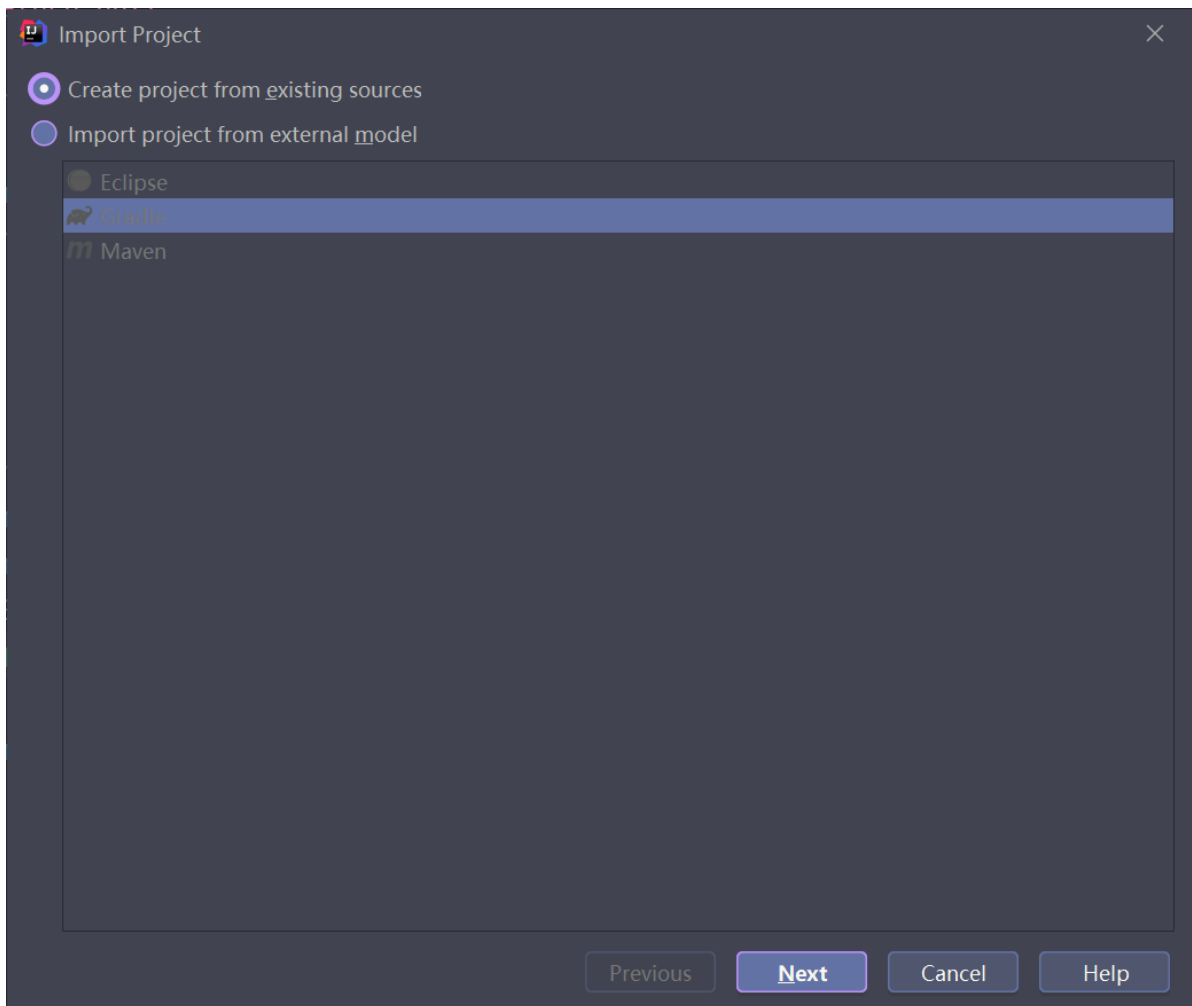 Import Project
Create project from existing sources
Import project from external model
Eclipse
Gradle
Maven
Previous
Next
Cancel
Help